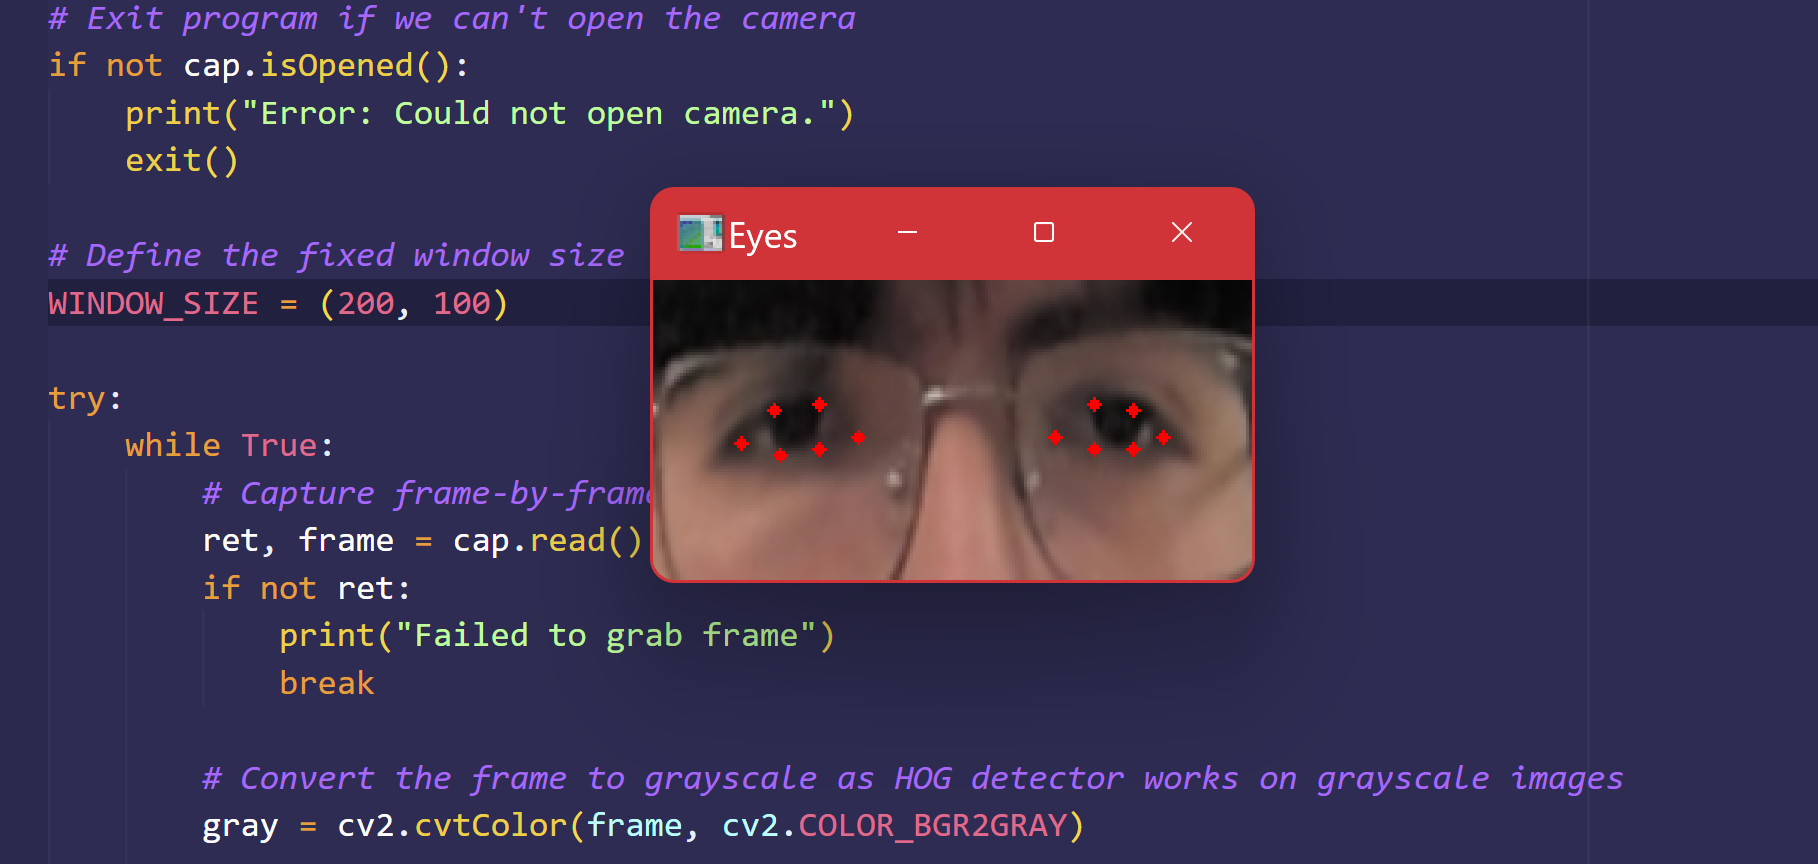 # Exit program if we can't open the camera
if not cap.isOpened():
print("Error: Could not open camera.")
exit()
# Define the fixed window size
WINDOW_SIZE = (200, 100)
try:
while True:
# Capture frame-by-frame
ret, frame = cap.read()
if not ret:
print("Failed to grab frame")
break
# Convert the frame to grayscale as HOG detector works on grayscale images
gray = cv2.cvtColor(frame, cv2.COLOR_BGR2GRAY)
Eyes